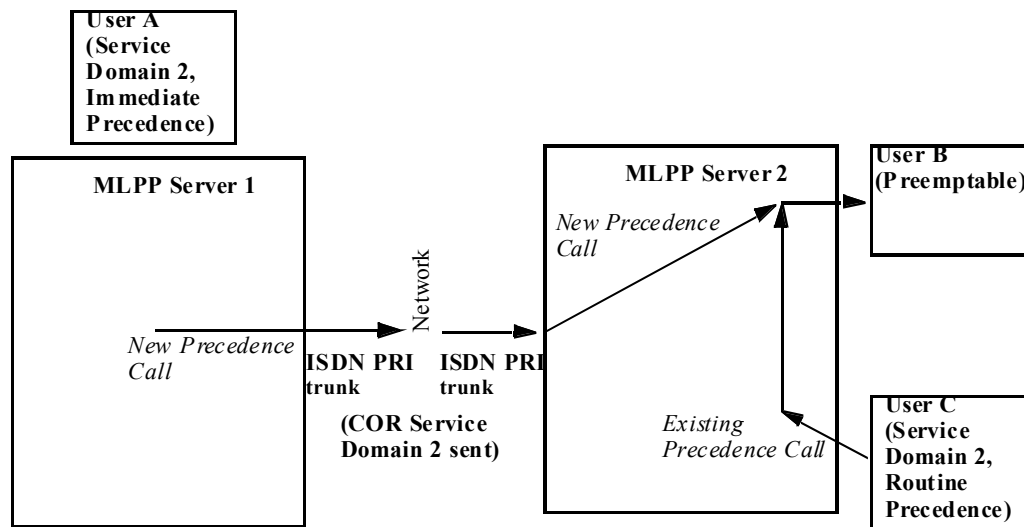 User A
(Service
Domain 2,
Immediate
Precedence)
MLPP Server 1
New Precedence
Call
ISDN PRI
trunk
Network
ISDN PRI
trunk
(COR Service
Domain 2 sent)
MLPP Server 2
New Precedence
Call
Existing
Precedence Call
User B
(Preemptable)
User C
(Service
Domain 2,
Routine
Precedence)